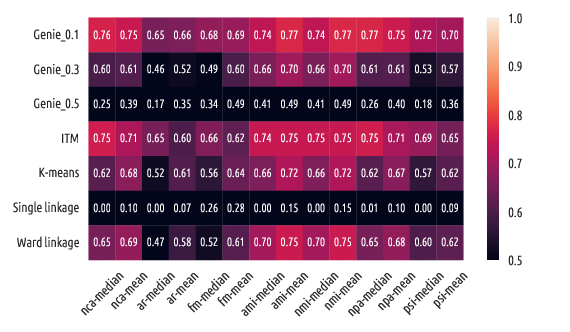 Genie_0.1 0.76 0.75 0.65 0.66 0.68 0.69 0.74 0.77 0.74 0.77 0.77 0.75 0.72 0.70
Genie_0.3 0.60 0.61 0.46 0.52 0.49 0.60 0.66 0.70 0.66 0.70 0.61 0.61 0.53 0.57
Genie_0.5 0.25 0.39 0.17 0.35 0.34 0.49 0.41 0.49 0.41 0.49 0.26 0.40 0.18 0.36
ITM 0.75 0.71 0.65 0.60 0.66 0.62 0.74 0.75 0.75 0.75 0.75 0.71 0.69 0.65
K-means 0.62 0.68 0.52 0.61 0.56 0.64 0.66 0.72 0.66 0.72 0.62 0.67 0.57 0.62
Single linkage 0.00 0.10 0.00 0.07 0.26 0.28 0.00 0.15 0.00 0.15 0.01 0.10 0.00 0.09
Ward linkage 0.65 0.69 0.47 0.58 0.52 0.61 0.70 0.75 0.70 0.75 0.65 0.68 0.60 0.62
nca-median nca-mean ar-median ar-mean fm-median fm-mean ami-median ami-mean nmi-median nmi-mean npa-median npa-mean psi-median psi-mean
1.0
0.9
0.8
0.7
0.6
0.5